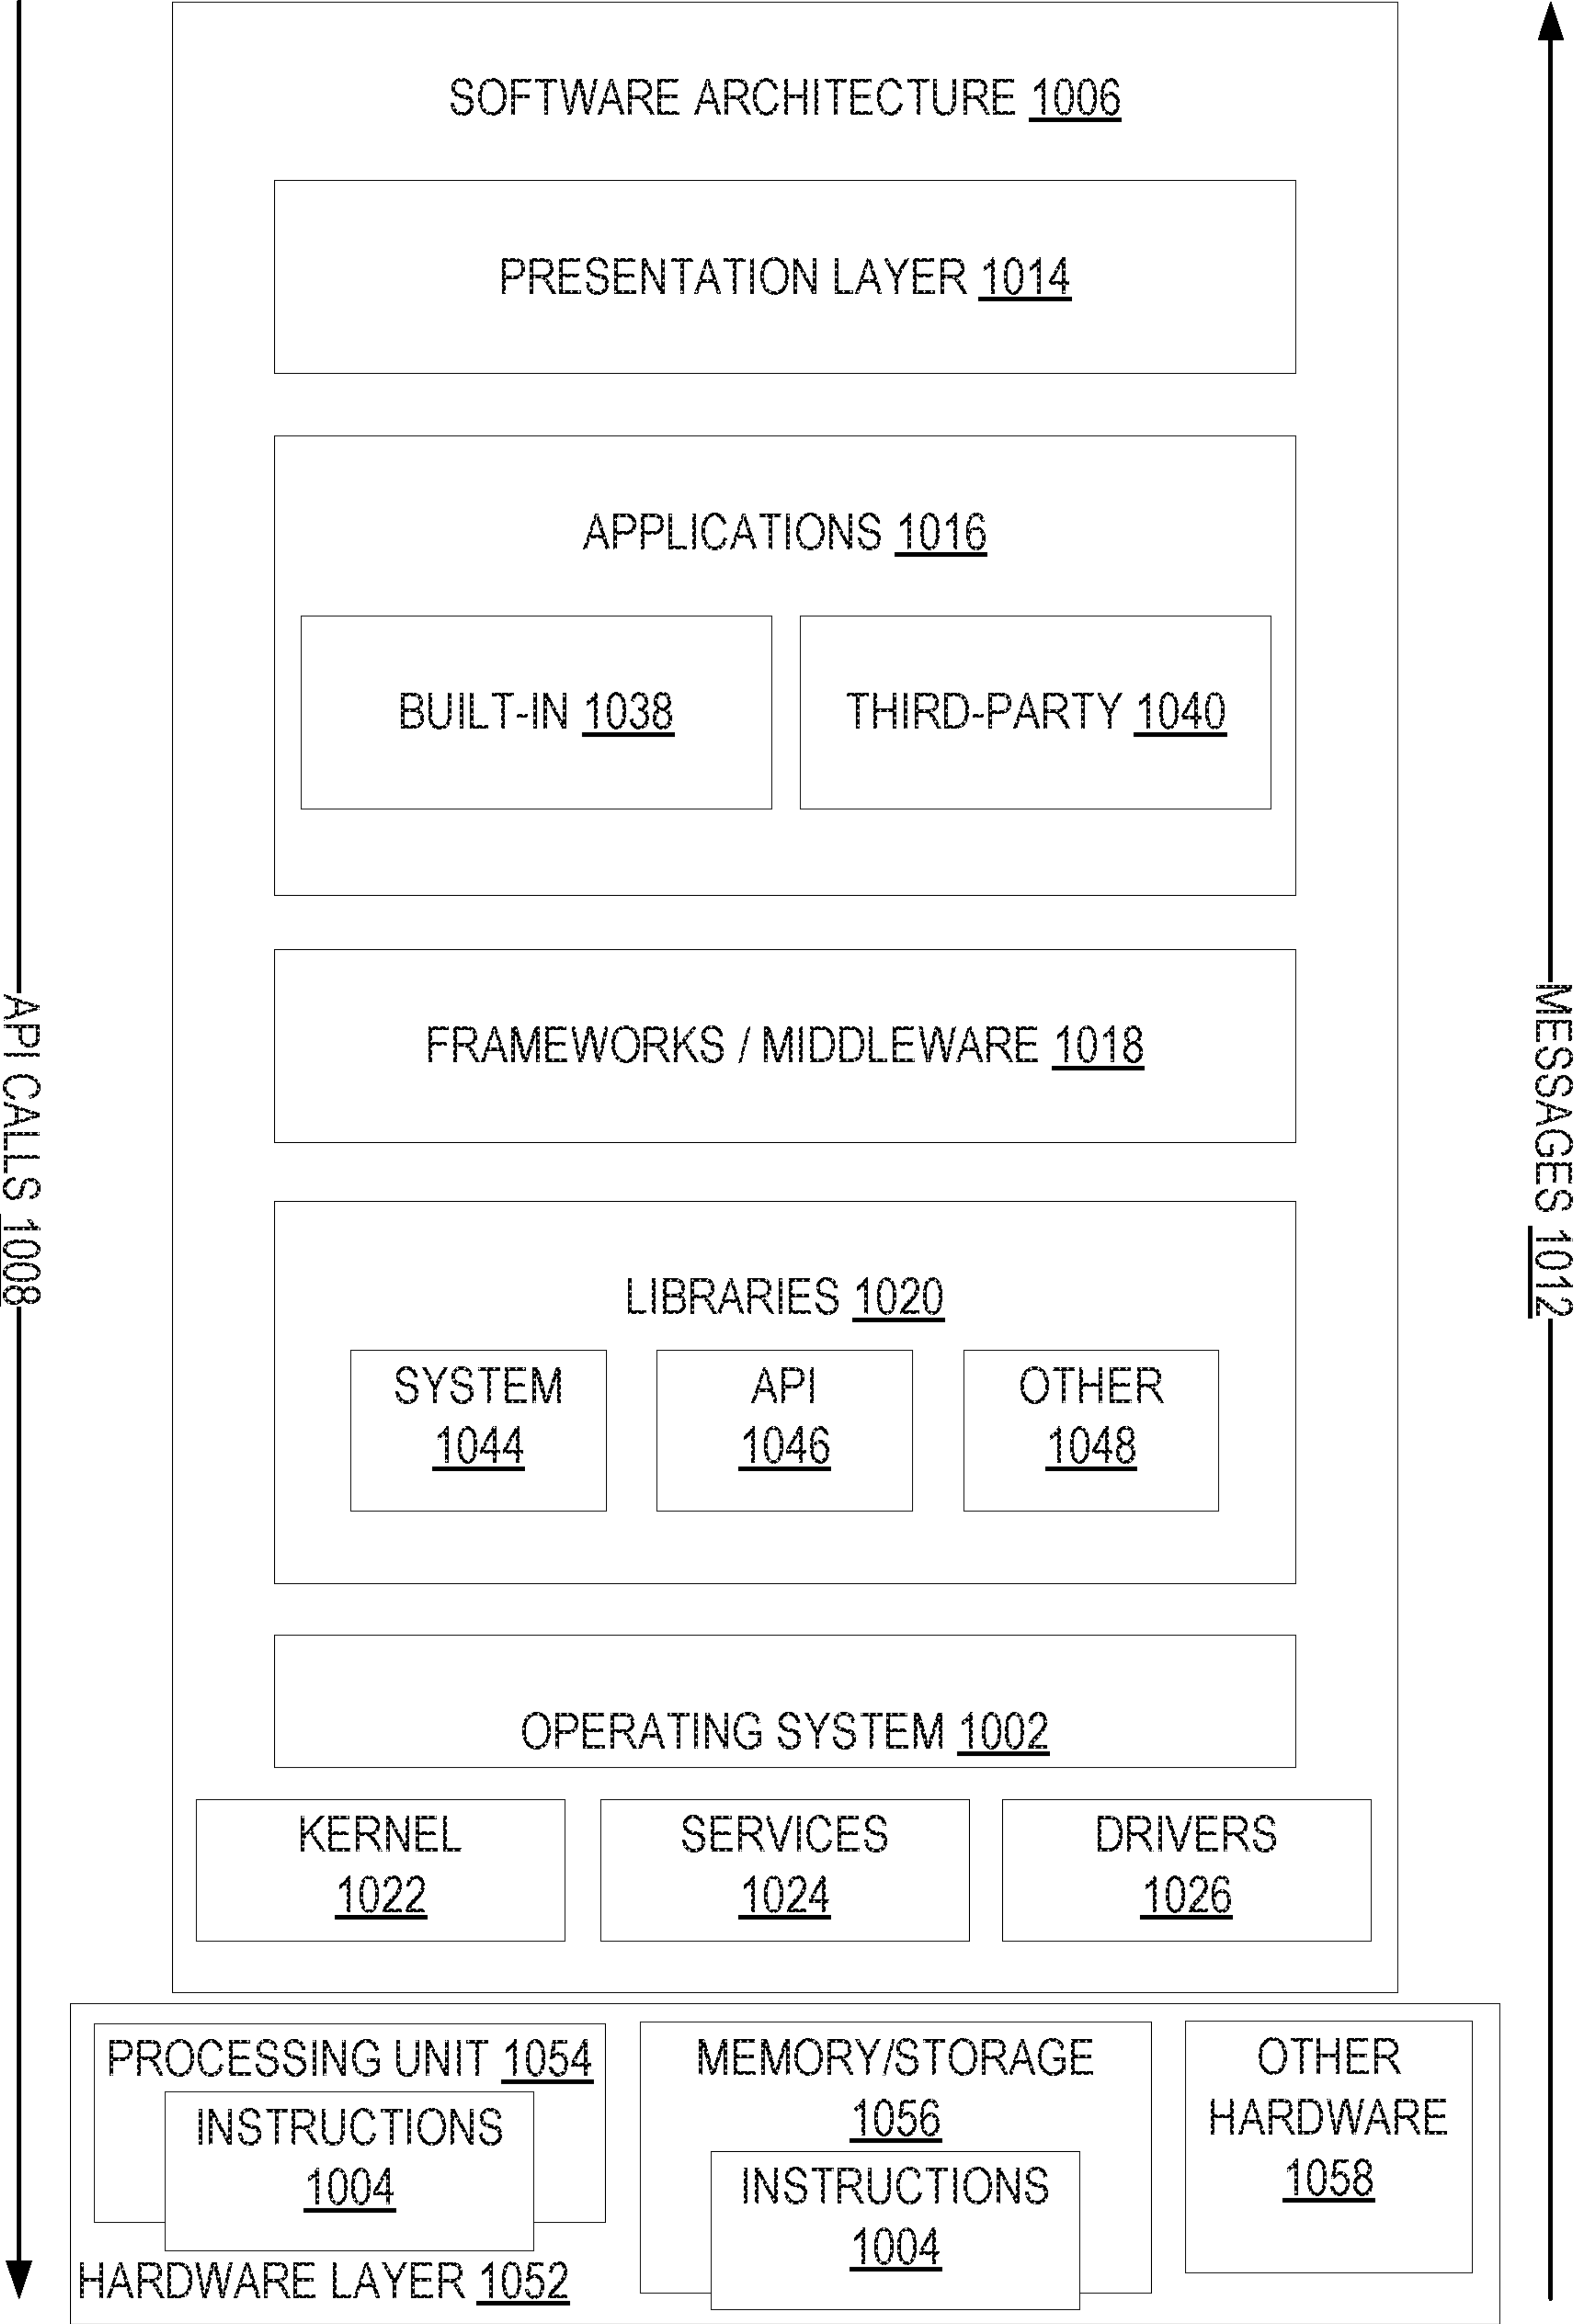 SOFTWARE ARCHITECTURE 1006
PRESENTATION LAYER 1014
APPLICATIONS 1016
BUILT-IN 1038
THIRD-PARTY 1040
FRAMEWORKS / MIDDLEWARE 1018
API CALLS 1008
MESSAGES 1012
LIBRARIES 1020
SYSTEM
1044
API
1046
OTHER
1048
OPERATING SYSTEM 1002
KERNEL
1022
SERVICES
1024
DRIVERS
1026
PROCESSING UNIT 1054
INSTRUCTIONS
1004
MEMORY/STORAGE
1056
INSTRUCTIONS
1004
OTHER
HARDWARE
1058
HARDWARE LAYER 1052